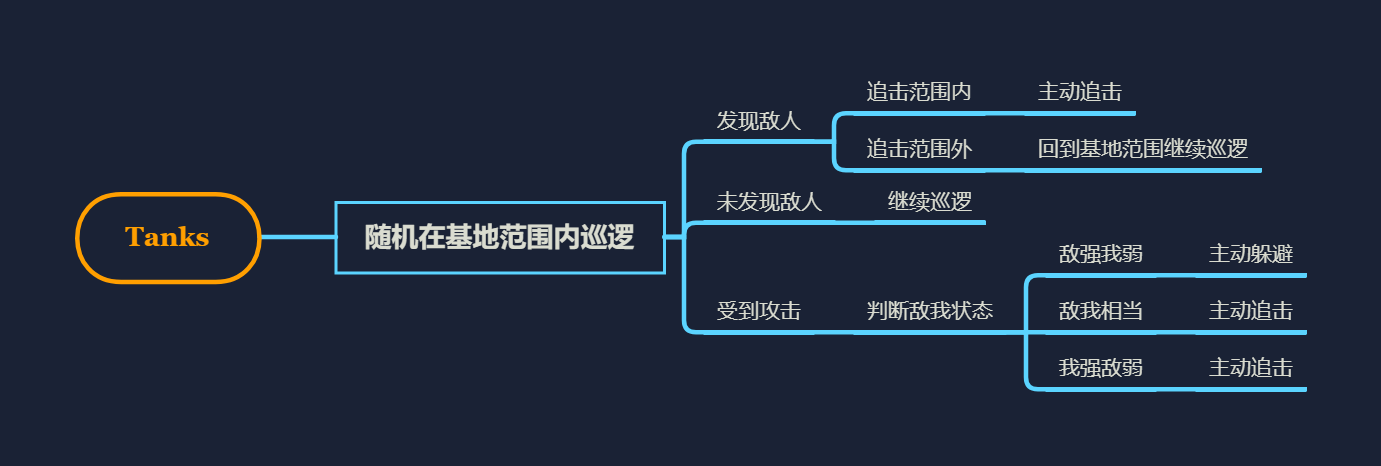 Tanks
随机在基地范围内巡逻
发现敌人
追击范围内
主动追击
追击范围外
回到基地范围继续巡逻
未发现敌人
继续巡逻
受到攻击
判断敌我状态
敌强我弱
主动躲避
敌我相当
主动追击
我强敌弱
主动追击